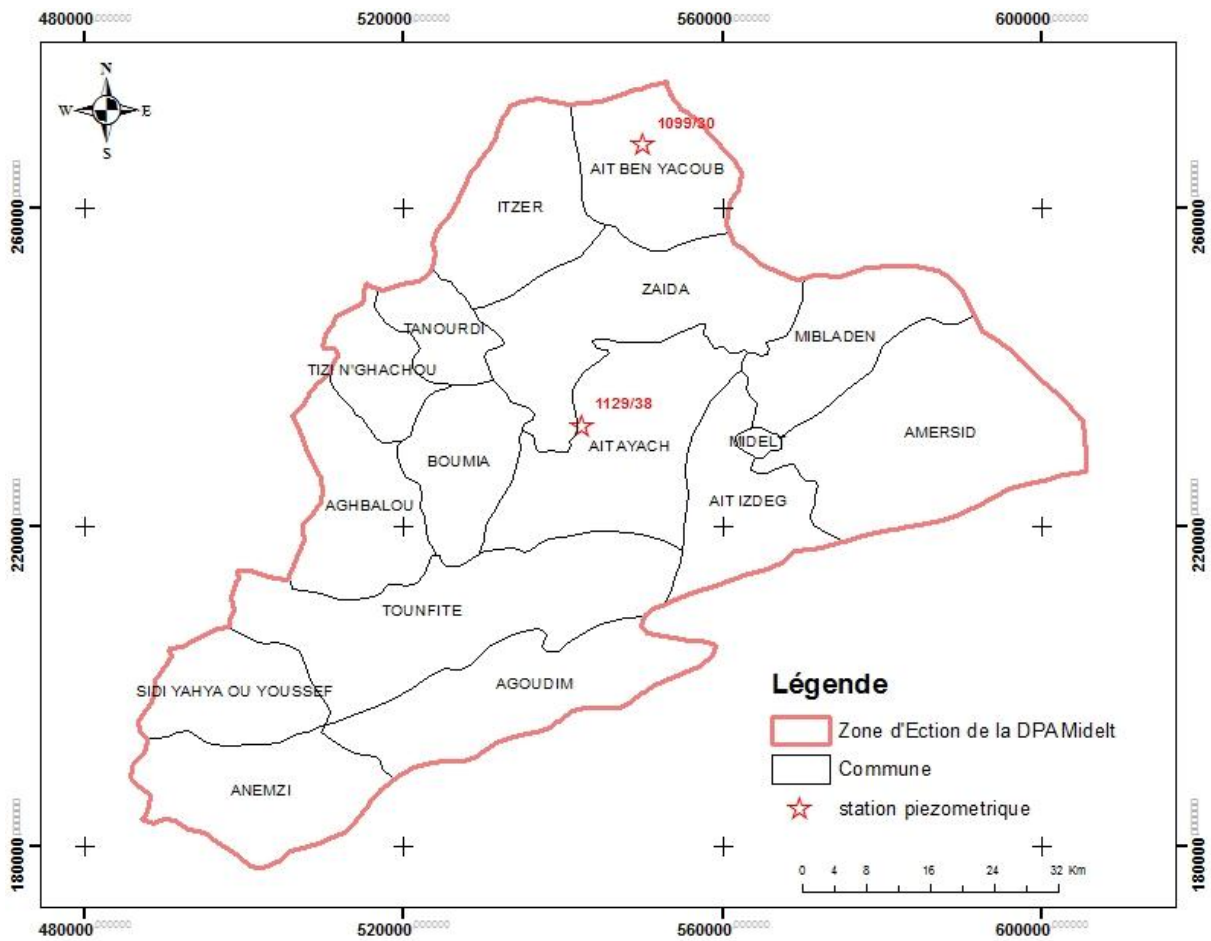 480000 520000 560000 600000
N
W E
S
1099/30
AIT BEN YACOUB
260000 260000
ITZER
ZAIDA
TANOURDI
MIBLADEN
TIZI N'GHACHOU
1129/38
AMERSID
MIDEL
AIT AYACH
BOUMIA
AIT IZDEG
AGHBALOU
220000 220000
TOUNFITE
AGOUDIM
SIDI YAHYA OU YOUSSEF
Légende
Zone d'Ection de la DPA Midelt
Commune
ANEMZI
station piezometrique
180000 180000
0 4 8 16 24 32 Km
480000 520000 560000 600000